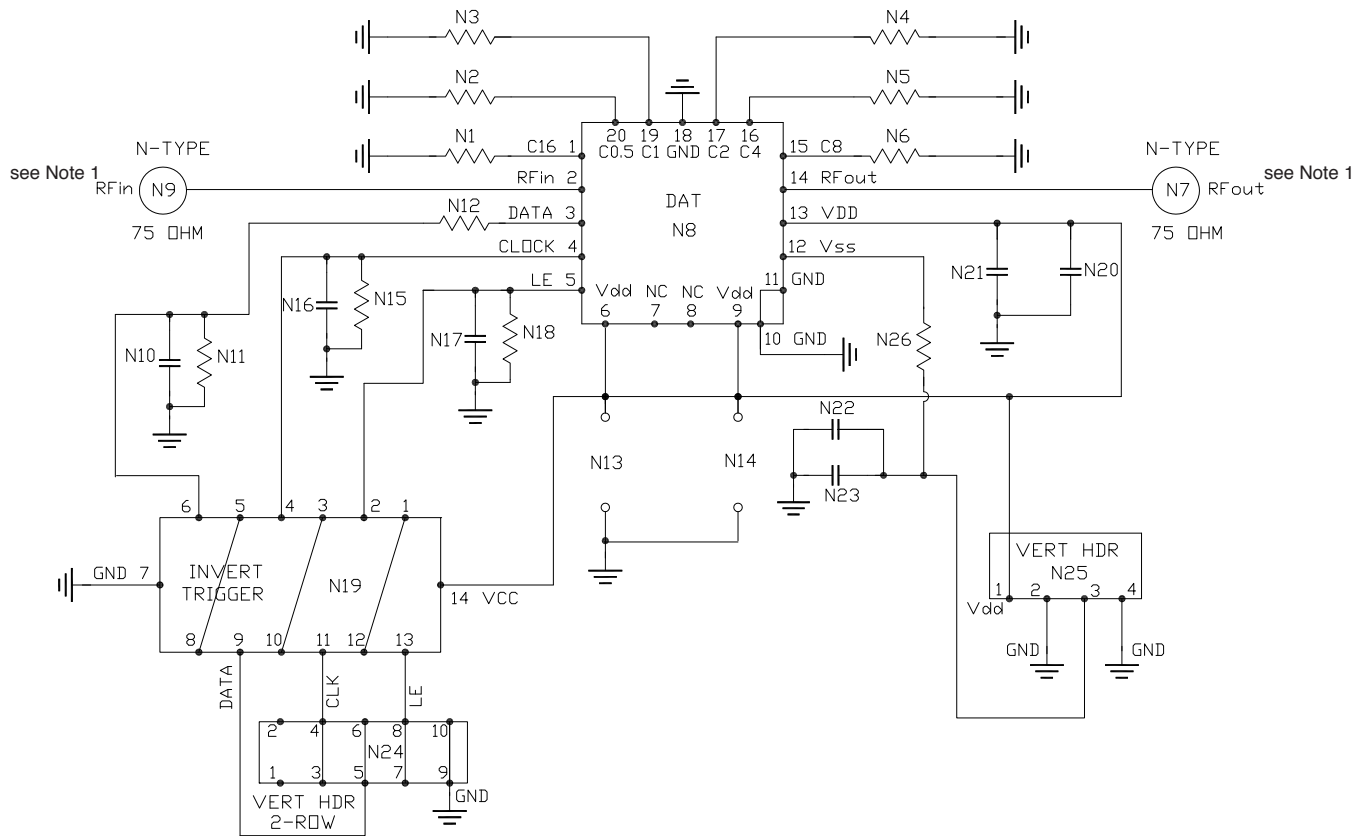 N3
N4
N2
N5
20 19 18 17 16
C0.5 C1 GND C2 C4
N1
C16 1
15 C8
N6
N-TYPE
N-TYPE
see Note 1
RFin
N9
RFin 2
14 RFout
N7
RFout
see Note 1
75 OHM
75 OHM
DAT
N8
N12
DATA 3
13 VDD
CLOCK 4
12 Vss
N16
N15
LE 5
11 GND
N21
N20
Vdd NC NC Vdd
6 7 8 9
10 GND
N10
N11
N17
N18
N26
N22
N13
N14
N23
6 5 4 3 2 1
GND 7
INVERT
TRIGGER
N19
14 VCC
VERT HDR
N25
1 2 3 4
Vdd
8 9 10 11 12 13
GND
GND
DATA
CLK
LE
2 4 6 8 10
N24
1 3 5 7 9
GND
VERT HDR
2-ROW